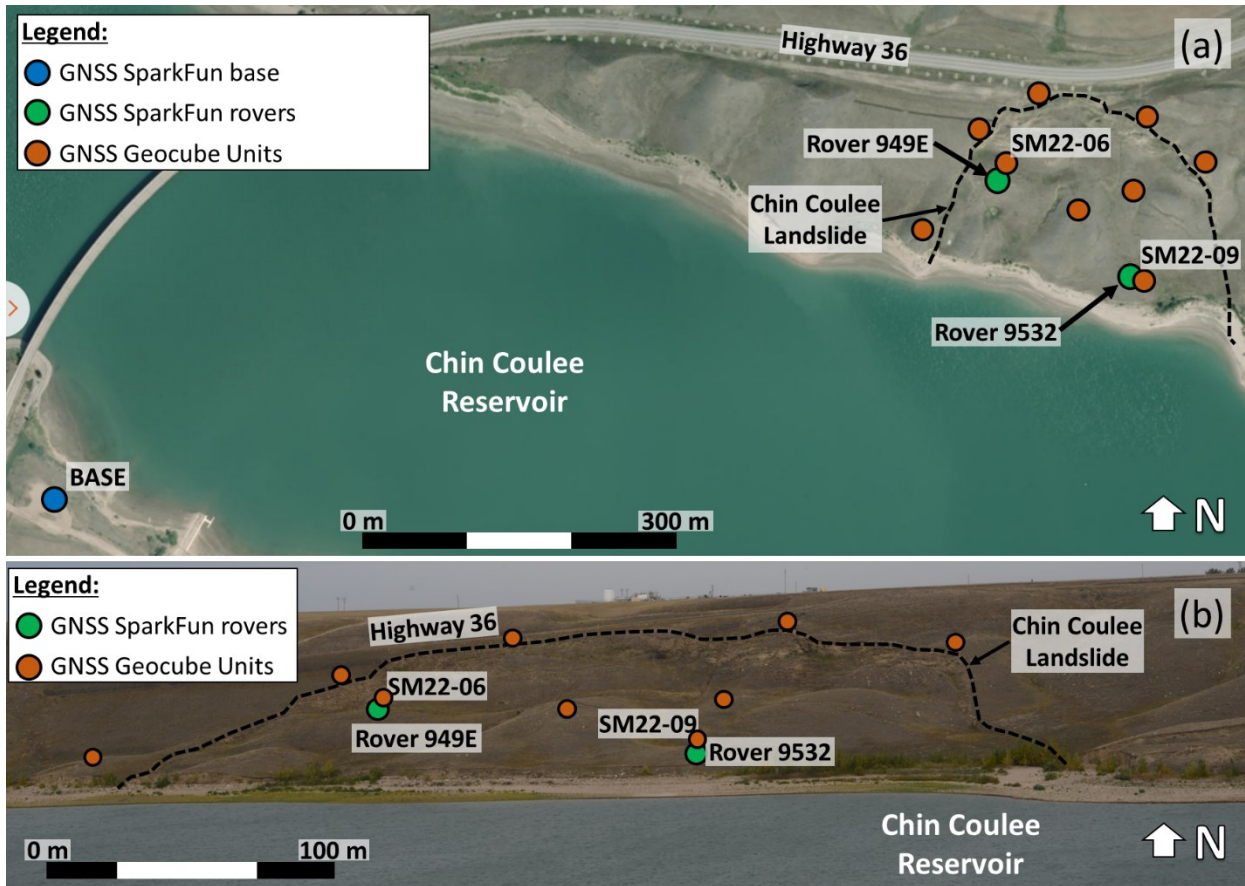 Legend:
GNSS SparkFun base
GNSS SparkFun rovers
GNSS Geocube Units
Highway 36
(a)
Rover 949E
SM22-06
Chin Coulee
Landslide
SM22-09
Rover 9532
Chin Coulee
Reservoir
BASE
0 m
300 m
N
Legend:
GNSS SparkFun rovers
GNSS Geocube Units
Highway 36
(b)
Chin Coulee
Landslide
SM22-06
Rover 949E
SM22-09
Rover 9532
0 m
100 m
Chin Coulee
Reservoir
N